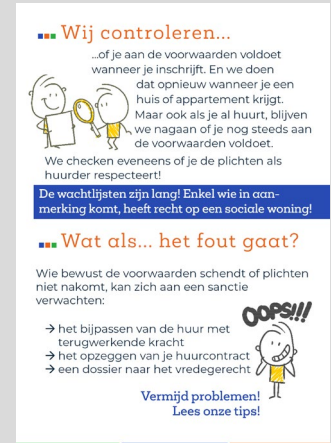 Wij controleren...
...of je aan de voorwaarden voldoet
wanneer je inschrijft. En we doen
dat opnieuw wanneer je een
huis of appartement krijgt.
Maar ook als je al huurt, blijven
we nagaan of je nog steeds aan
de voorwaarden voldoet.
We checken eveneens of je de plichten als
huurder respecteert!
De wachtlijsten zijn lang! Enkel wie in aan-
merking komt, heeft recht op een sociale woning!
Wat als... het fout gaat?
Wie bewust de voorwaarden schendt of plichten
niet nakomt, kan zich aan een sanctie
verwachten:
OOPS!!!
→ het bijpassen van de huur met
terugwerkende kracht
→ het opzeggen van je huurcontract
→ een dossier naar het vredegerecht
Vermijd problemen!
Lees onze tips!